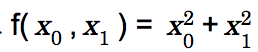 f(x₀ , x₁ ) = x₀² + x₁²